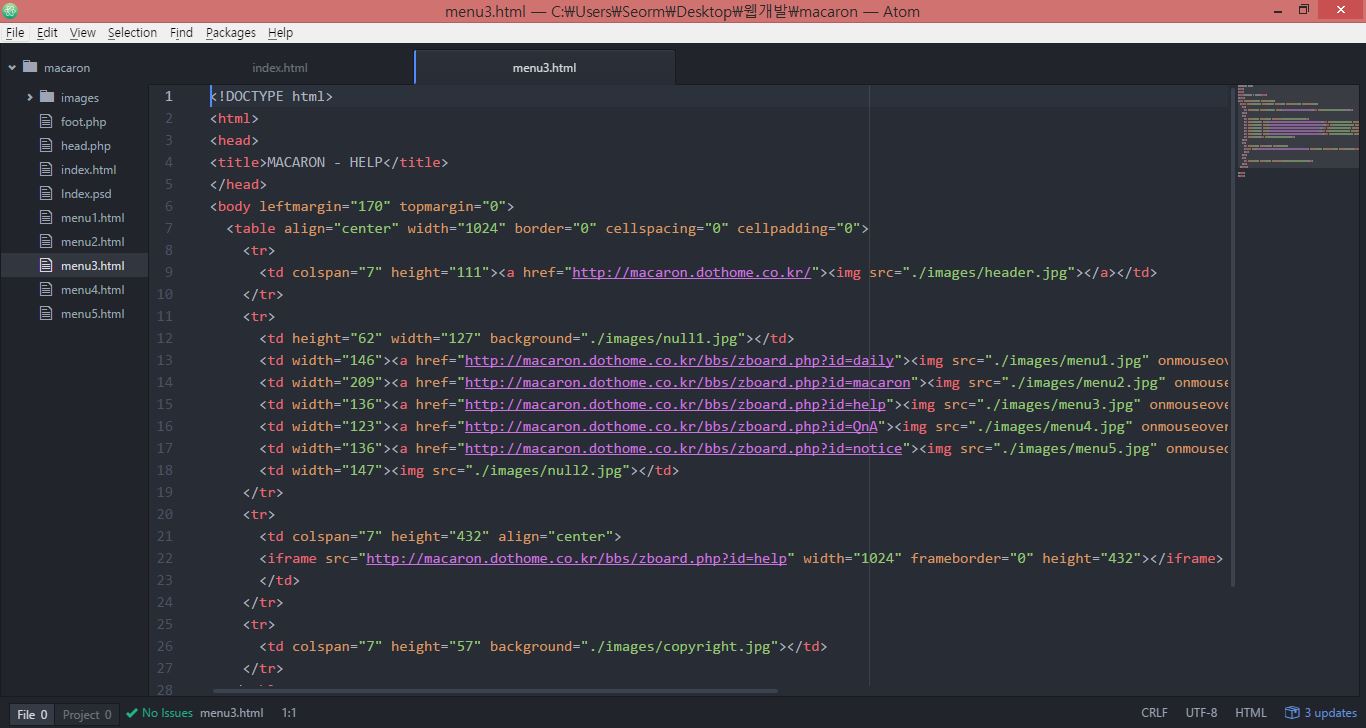 menu3.html — C:₩Users₩Seorm₩Desktop₩웹개발₩macaron — Atom
File Edit View Selection Find Packages Help
macaron
images
foot.php
head.php
index.html
Index.psd
menu1.html
menu2.html
menu3.html
menu4.html
menu5.html
index.html menu3.html
1 <!DOCTYPE html>
2 <html>
3 <head>
4 <title>MACARON - HELP</title>
5 </head>
6 <body leftmargin="170" topmargin="0">
7 <table align="center" width="1024" border="0" cellspacing="0" cellpadding="0">
8 <tr>
9 <td colspan="7" height="111"><a href="http://macaron.dothome.co.kr/"><img src="./images/header.jpg"></a></td>
10 </tr>
11 <tr>
12 <td height="62" width="127" background="./images/null1.jpg"></td>
13 <td width="146"><a href="http://macaron.dothome.co.kr/bbs/zboard.php?id=daily"><img src="./images/menu1.jpg" onmouseov
14 <td width="209"><a href="http://macaron.dothome.co.kr/bbs/zboard.php?id=macaron"><img src="./images/menu2.jpg" onmouse
15 <td width="136"><a href="http://macaron.dothome.co.kr/bbs/zboard.php?id=help"><img src="./images/menu3.jpg" onmouseove
16 <td width="123"><a href="http://macaron.dothome.co.kr/bbs/zboard.php?id=QnA"><img src="./images/menu4.jpg" onmouseover
17 <td width="136"><a href="http://macaron.dothome.co.kr/bbs/zboard.php?id=notice"><img src="./images/menu5.jpg" onmouseo
18 <td width="147"><img src="./images/null2.jpg"></td>
19 </tr>
20 <tr>
21 <td colspan="7" height="432" align="center">
22 <iframe src="http://macaron.dothome.co.kr/bbs/zboard.php?id=help" width="1024" frameborder="0" height="432"></iframe>
23 </td>
24 </tr>
25 <tr>
26 <td colspan="7" height="57" background="./images/copyright.jpg"></td>
27 </tr>
28
File 0 Project 0 No Issues menu3.html 1:1 CRLF UTF-8 HTML 3 updates